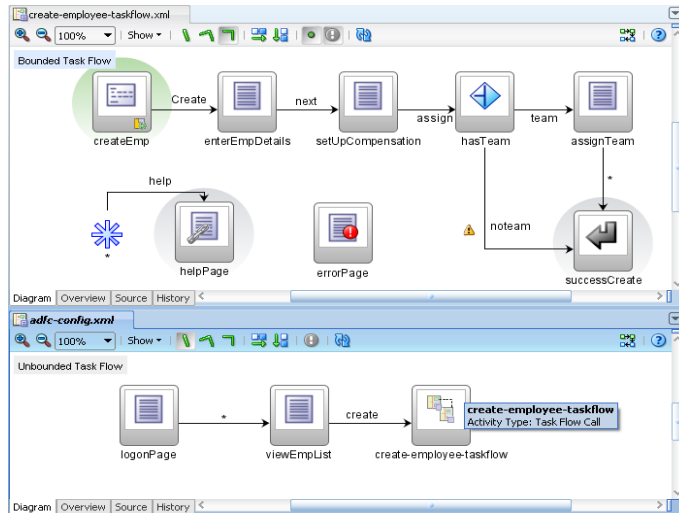 create-employee-taskflow.xml
100%
Show
Bounded Task Flow
Create
next
assign
team
createEmp
enterEmpDetails
setUpCompensation
hasTeam
assignTeam
help
*
*
noteam
helpPage
errorPage
successCreate
Diagram Overview Source History
adfc-config.xml
100%
Show
Unbounded Task Flow
*
create
create-employee-taskflow
Activity Type: Task Flow Call
logonPage
viewEmpList
create-employee-taskflow
Diagram Overview Source History